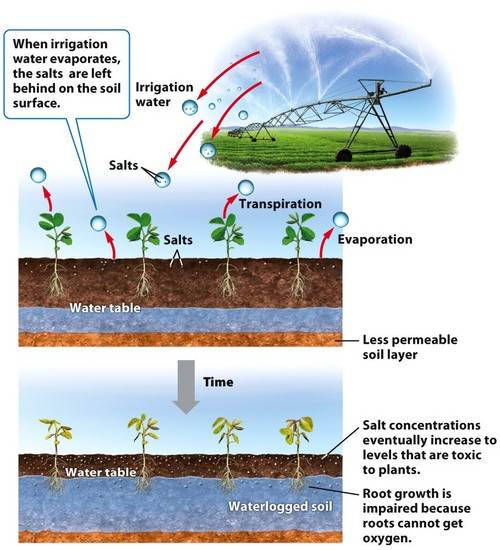 When irrigation
water evaporates,
the salts are left
behind on the soil
surface.
Irrigation
water
Salts
Transpiration
Salts
Evaporation
Water table
Less permeable
soil layer
Time
Salt concentrations
eventually increase to
levels that are toxic
to plants.
Water table
Root growth is
impaired because
roots cannot get
oxygen.
Waterlogged soil